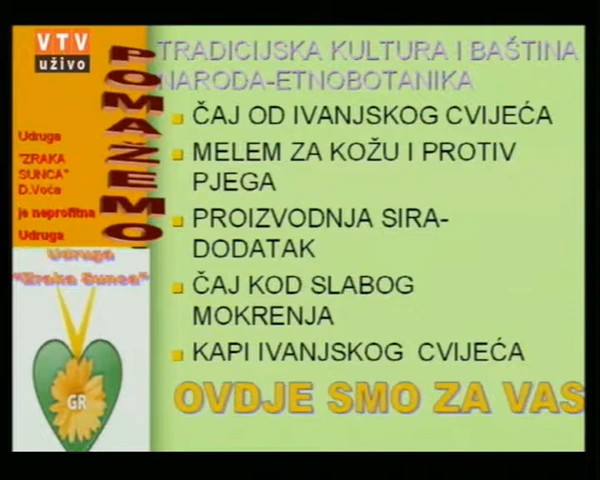 VTV
uživo
POMAŽEMO
Udruga
"ZRAKA
SUNCA"
D.Voća
je neprofitna
Udruga
Udruga
"Zraka Sunca"
GR
TRADICIJSKA KULTURA I BAŠTINA
NARODA-ETNOBOTANIKA
ČAJ OD IVANJSKOG CVIJEĆA
MELEM ZA KOŽU I PROTIV
PJEGA
PROIZVODNJA SIRA-
DODATAK
ČAJ KOD SLABOG
MOKRENJA
KAPI IVANJSKOG CVIJEĆA
OVDJE SMO ZA VAS